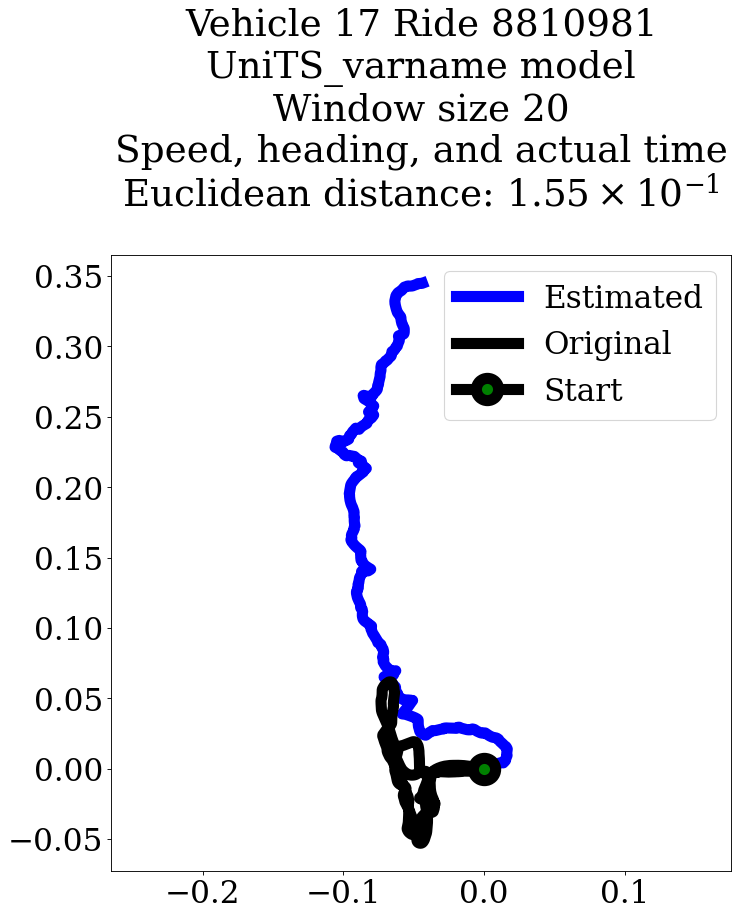 Vehicle 17 Ride 8810981
UniTS_varname model
Window size 20
Speed, heading, and actual time
Euclidean distance: 1.55 × 10⁻¹
0.35
0.30
0.25
0.20
0.15
0.10
0.05
0.00
−0.05
Estimated
Original
Start
−0.2
−0.1
0.0
0.1